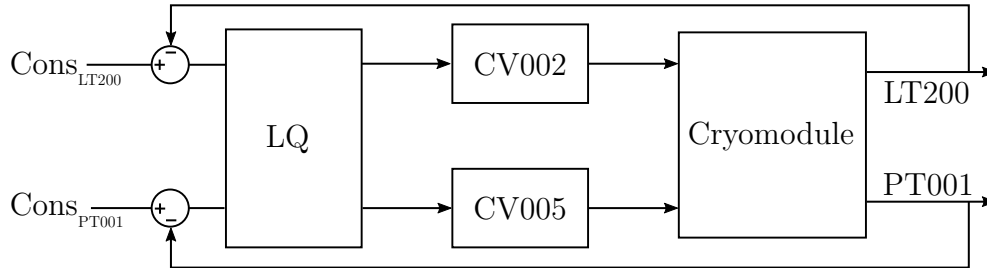 Cons_LT200
+
−
LQ
CV002
Cryomodule
LT200
Cons_PT001
+
−
CV005
PT001